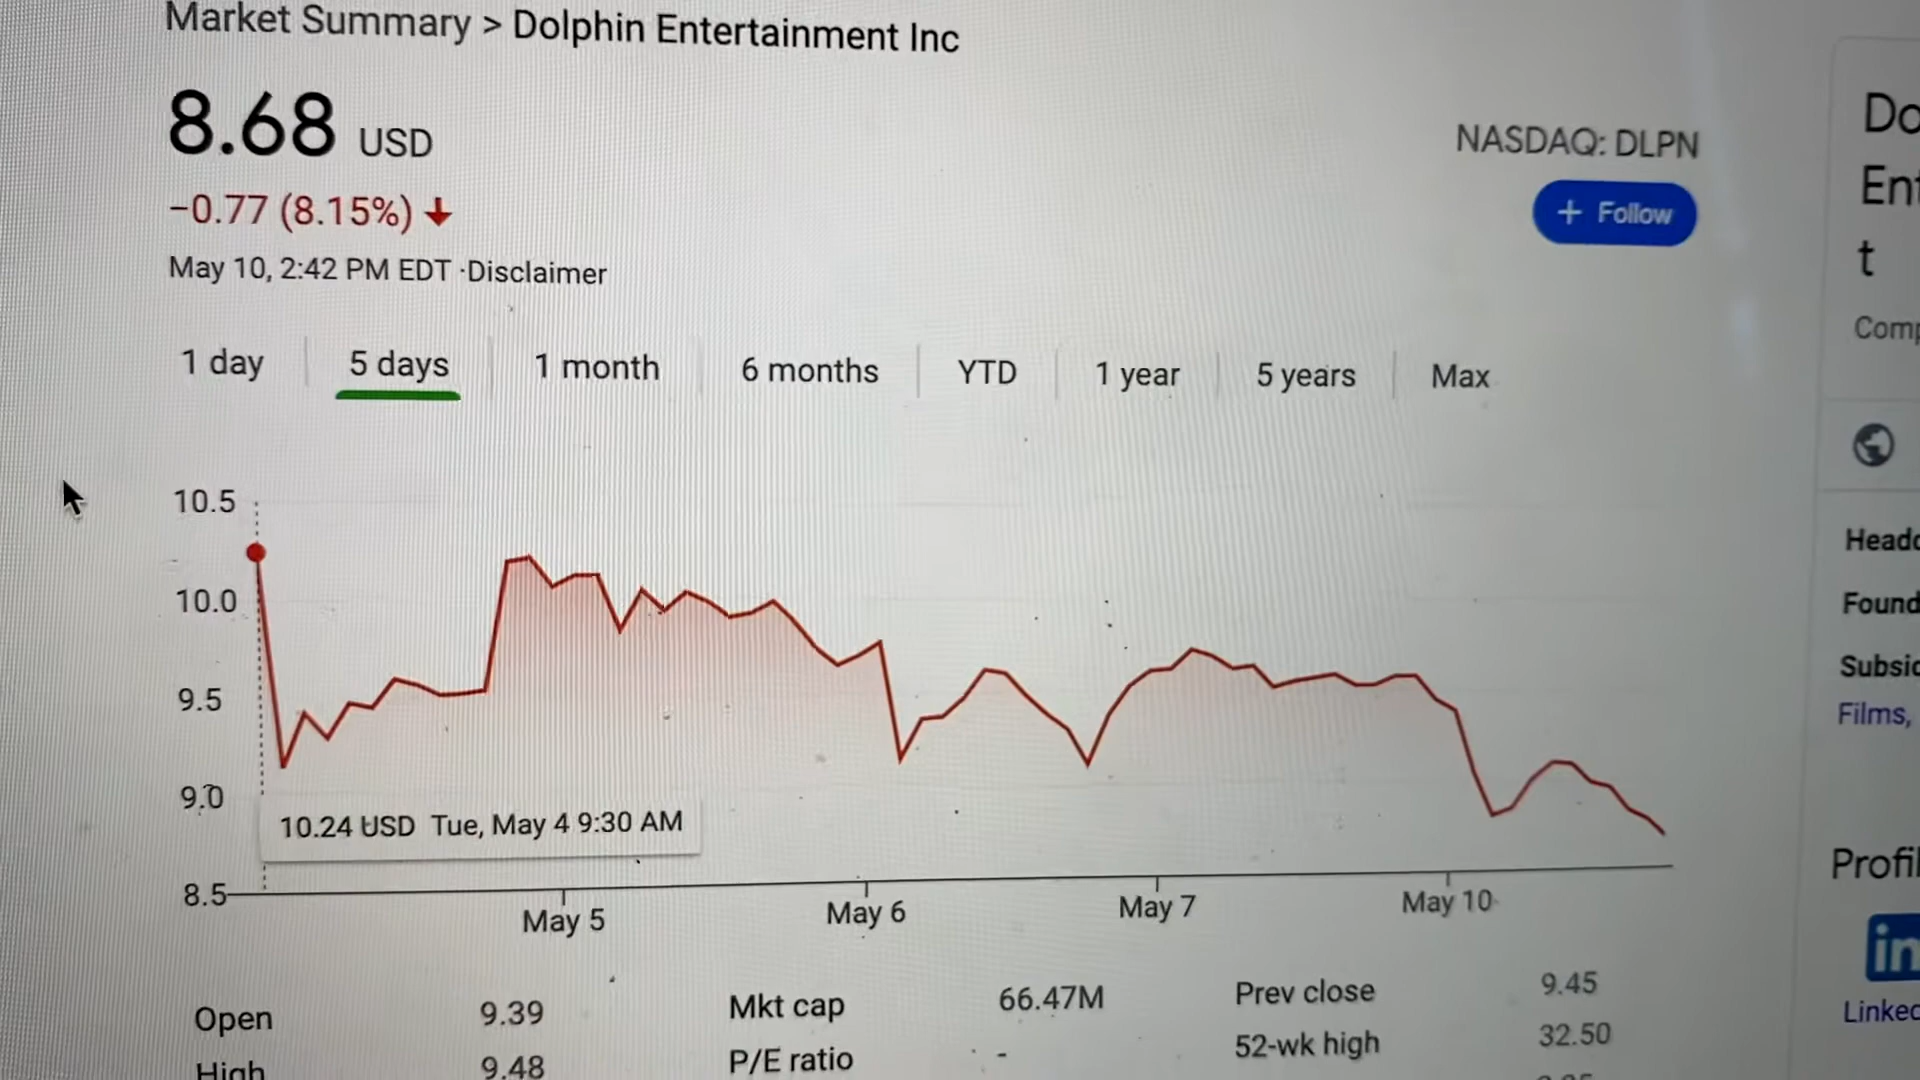 Market Summary > Dolphin Entertainment Inc
8.68 USD
−0.77 (8.15%)
May 10, 2:42 PM EDT ·Disclaimer
NASDAQ: DLPN
+ Follow
1 day 5 days 1 month 6 months YTD 1 year 5 years Max
10.5
10.0
9.5
9.0
8.5
10.24 USD Tue, May 4 9:30 AM
May 5 May 6 May 7 May 10
Open 9.39 Mkt cap 66.47M Prev close 9.45
High 9.48 P/E ratio - 52-wk high 32.50
Do
Ent
t
Comp
Head
Found
Subsid
Films,
Profil
in
Linked